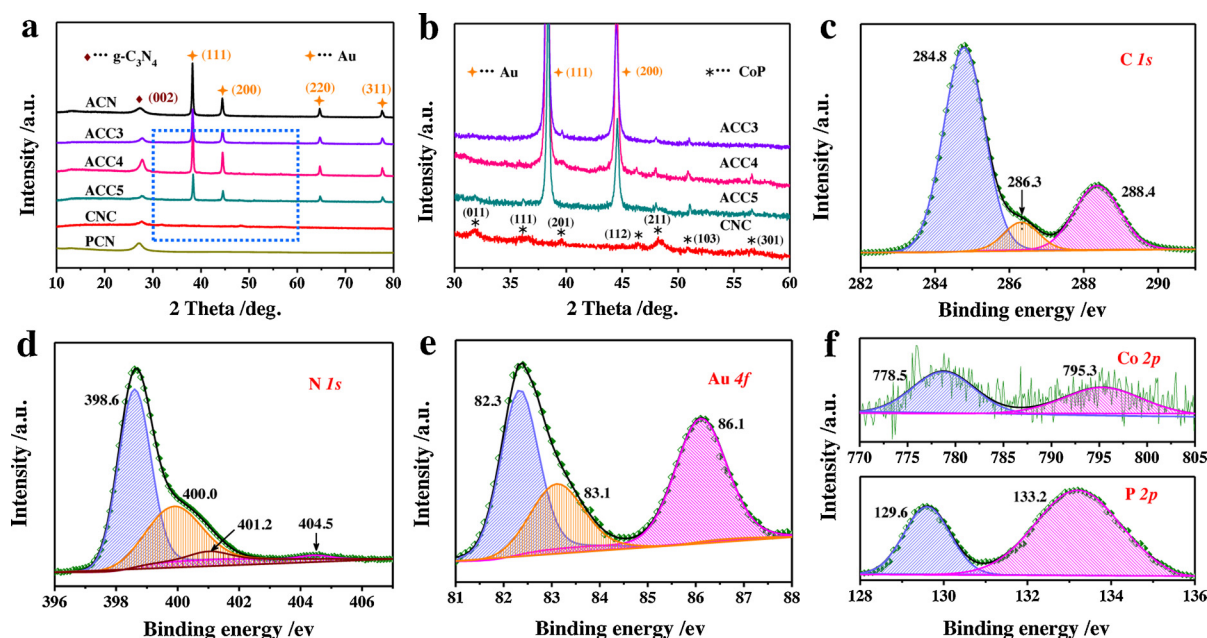 a
♦··· g-C₃N₄
✦··· Au
✦ (111)
♦ (002)
✦ (200)
✦ (220)
✦ (311)
ACN
ACC3
ACC4
ACC5
CNC
PCN
Intensity /a.u.
10 20 30 40 50 60 70 80
2 Theta /deg.
b
✦··· Au
✦ (111)
✦ (200)
*··· CoP
ACC3
ACC4
ACC5
CNC
(011)
(111)
(201)
(112)
(211)
(103)
(301)
Intensity /a.u.
30 35 40 45 50 55 60
2 Theta /deg.
c
C 1s
284.8
286.3
288.4
Intensity /a.u.
282 284 286 288 290
Binding energy /ev
d
N 1s
398.6
400.0
401.2
404.5
Intensity /a.u.
396 398 400 402 404 406
Binding energy /ev
e
Au 4f
82.3
83.1
86.1
Intensity /a.u.
81 82 83 84 85 86 87 88
Binding energy /ev
f
Co 2p
778.5
795.3
Intensity /a.u.
770 775 780 785 790 795 800 805
P 2p
129.6
133.2
Intensity /a.u.
128 130 132 134 136
Binding energy /ev